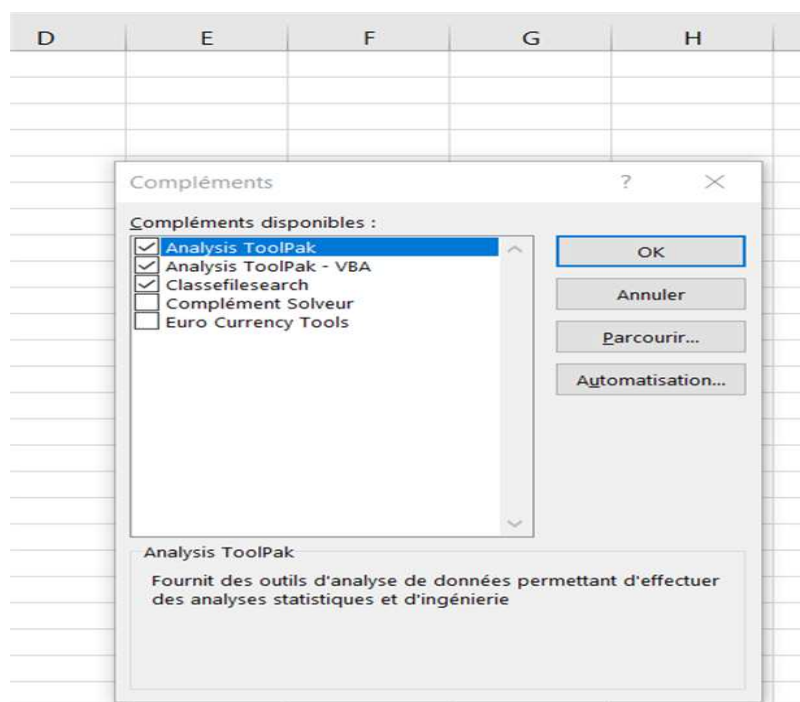 D E F G H
Compléments ?
Compléments disponibles :
Analysis ToolPak
Analysis ToolPak - VBA
Classefilesearch
Complément Solveur
Euro Currency Tools
OK
Annuler
Parcourir...
Automatisation...
Analysis ToolPak
Fournit des outils d'analyse de données permettant d'effectuer
des analyses statistiques et d'ingénierie